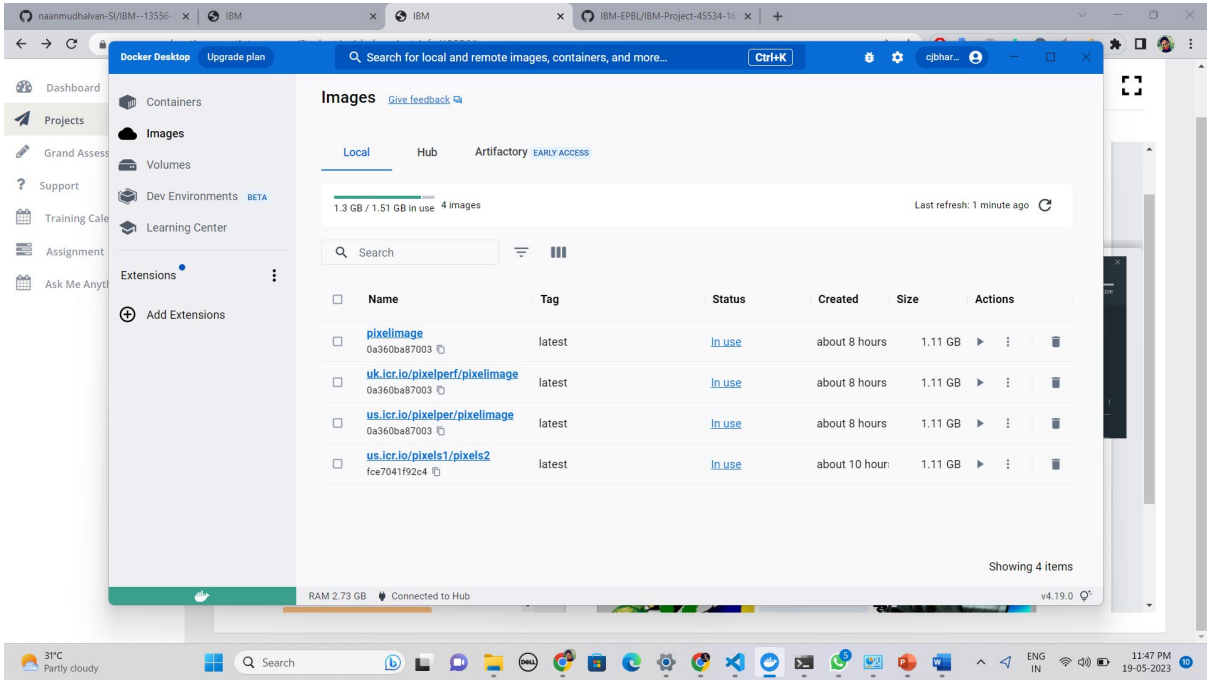 naanmudhalvan-SI/IBM--13556-
IBM
IBM
IBM-EPBL/IBM-Project-45534-16
Docker Desktop
Upgrade plan
Search for local and remote images, containers, and more...
Ctrl+K
cjbhar...
Dashboard
Projects
Grand Assess
Support
Training Cale
Assignment
Ask Me Anyt
Containers
Images
Volumes
Dev Environments BETA
Learning Center
Extensions
Add Extensions
Images Give feedback
Local Hub Artifactory EARLY ACCESS
1.3 GB / 1.51 GB in use 4 images
Last refresh: 1 minute ago
Search
Name Tag Status Created Size Actions
pixelimage latest In use about 8 hours 1.11 GB
0a360ba87003
uk.icr.io/pixelperf/pixelimage latest In use about 8 hours 1.11 GB
0a360ba87003
us.icr.io/pixelper/pixelimage latest In use about 8 hours 1.11 GB
0a360ba87003
us.icr.io/pixels1/pixels2 latest In use about 10 hour 1.11 GB
fce7041f92c4
Showing 4 items
RAM 2.73 GB Connected to Hub v4.19.0
31°C
Partly cloudy
Search
DELL
5
ENG
IN
11:47 PM
19-05-2023
10